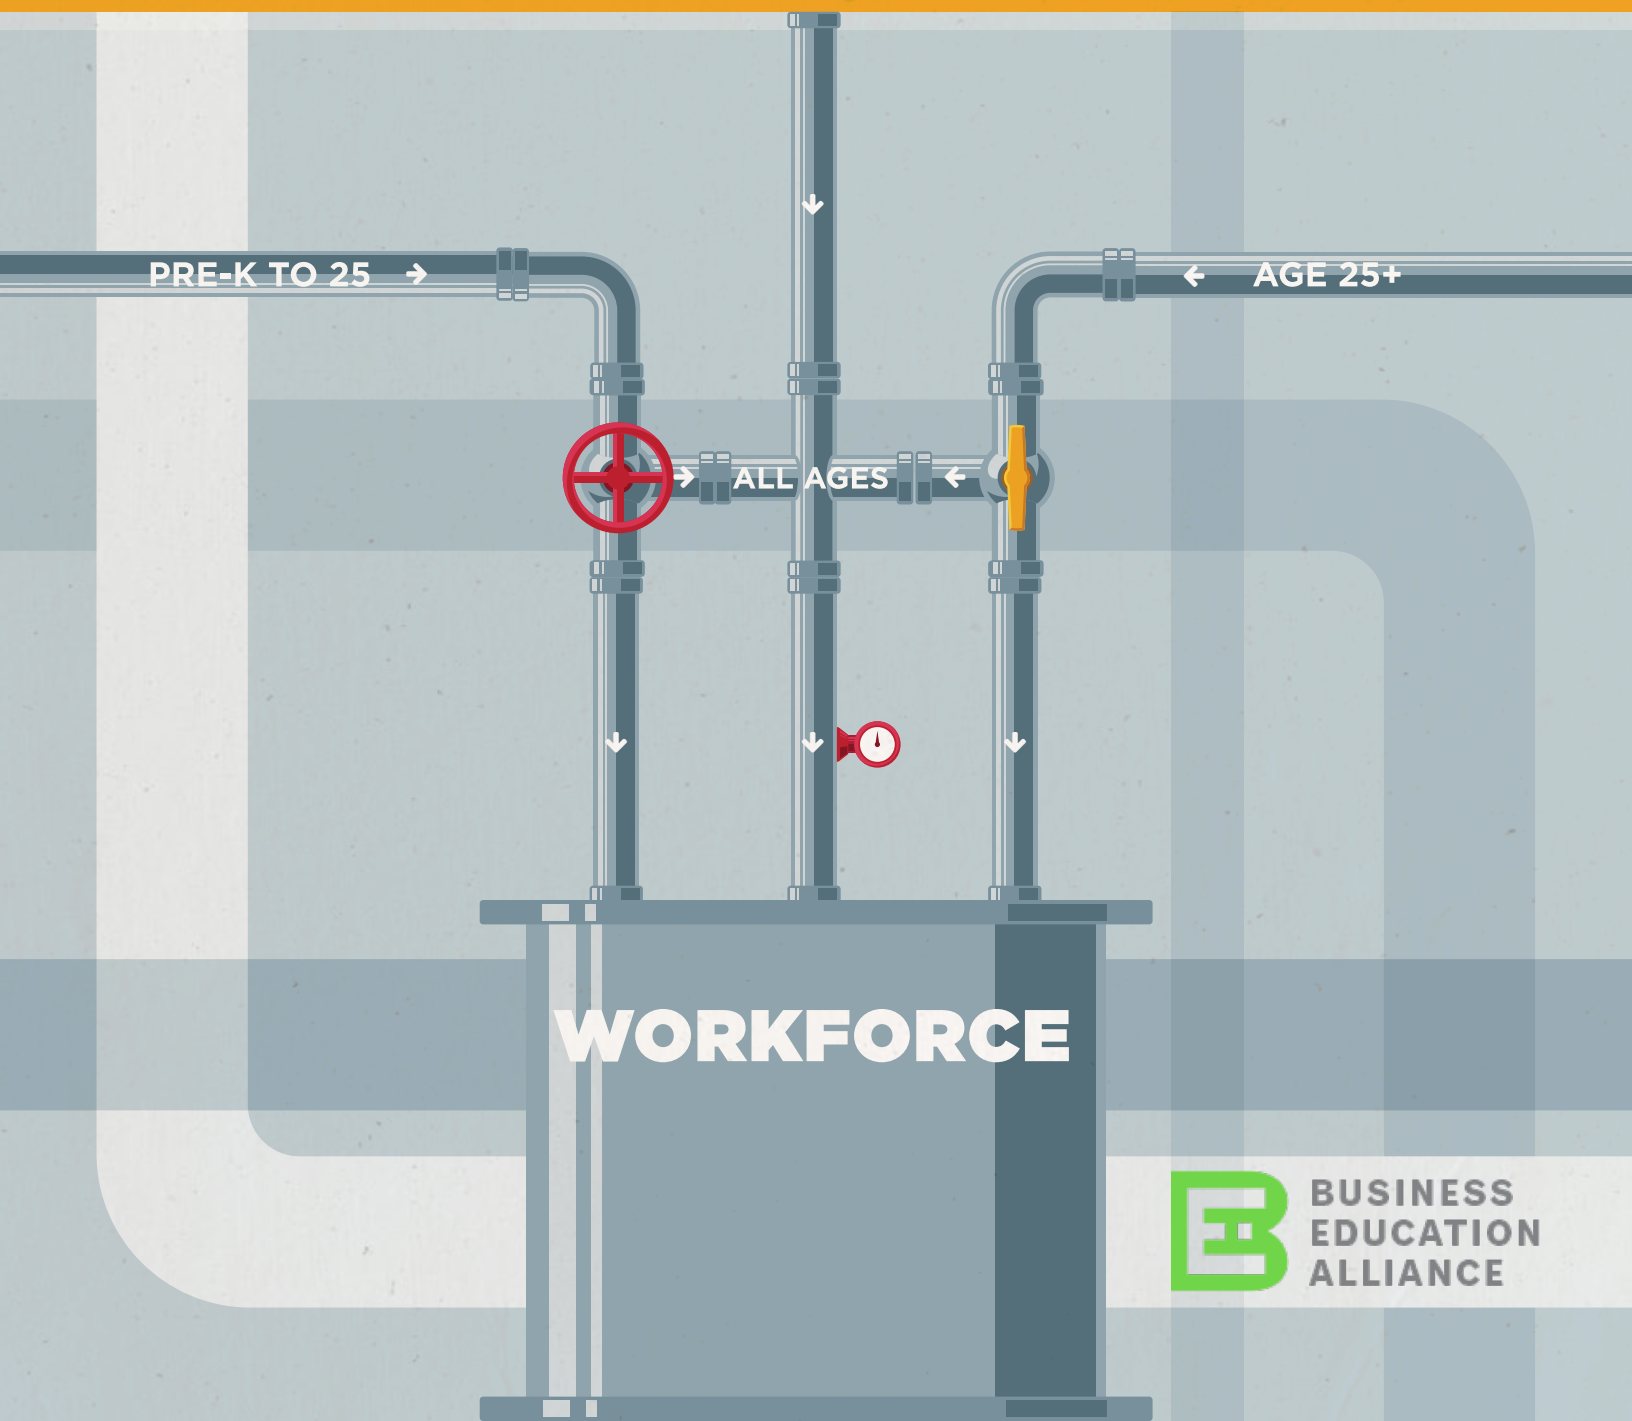 PRE-K TO 25
AGE 25+
ALL AGES
WORKFORCE
BUSINESS
EDUCATION
ALLIANCE